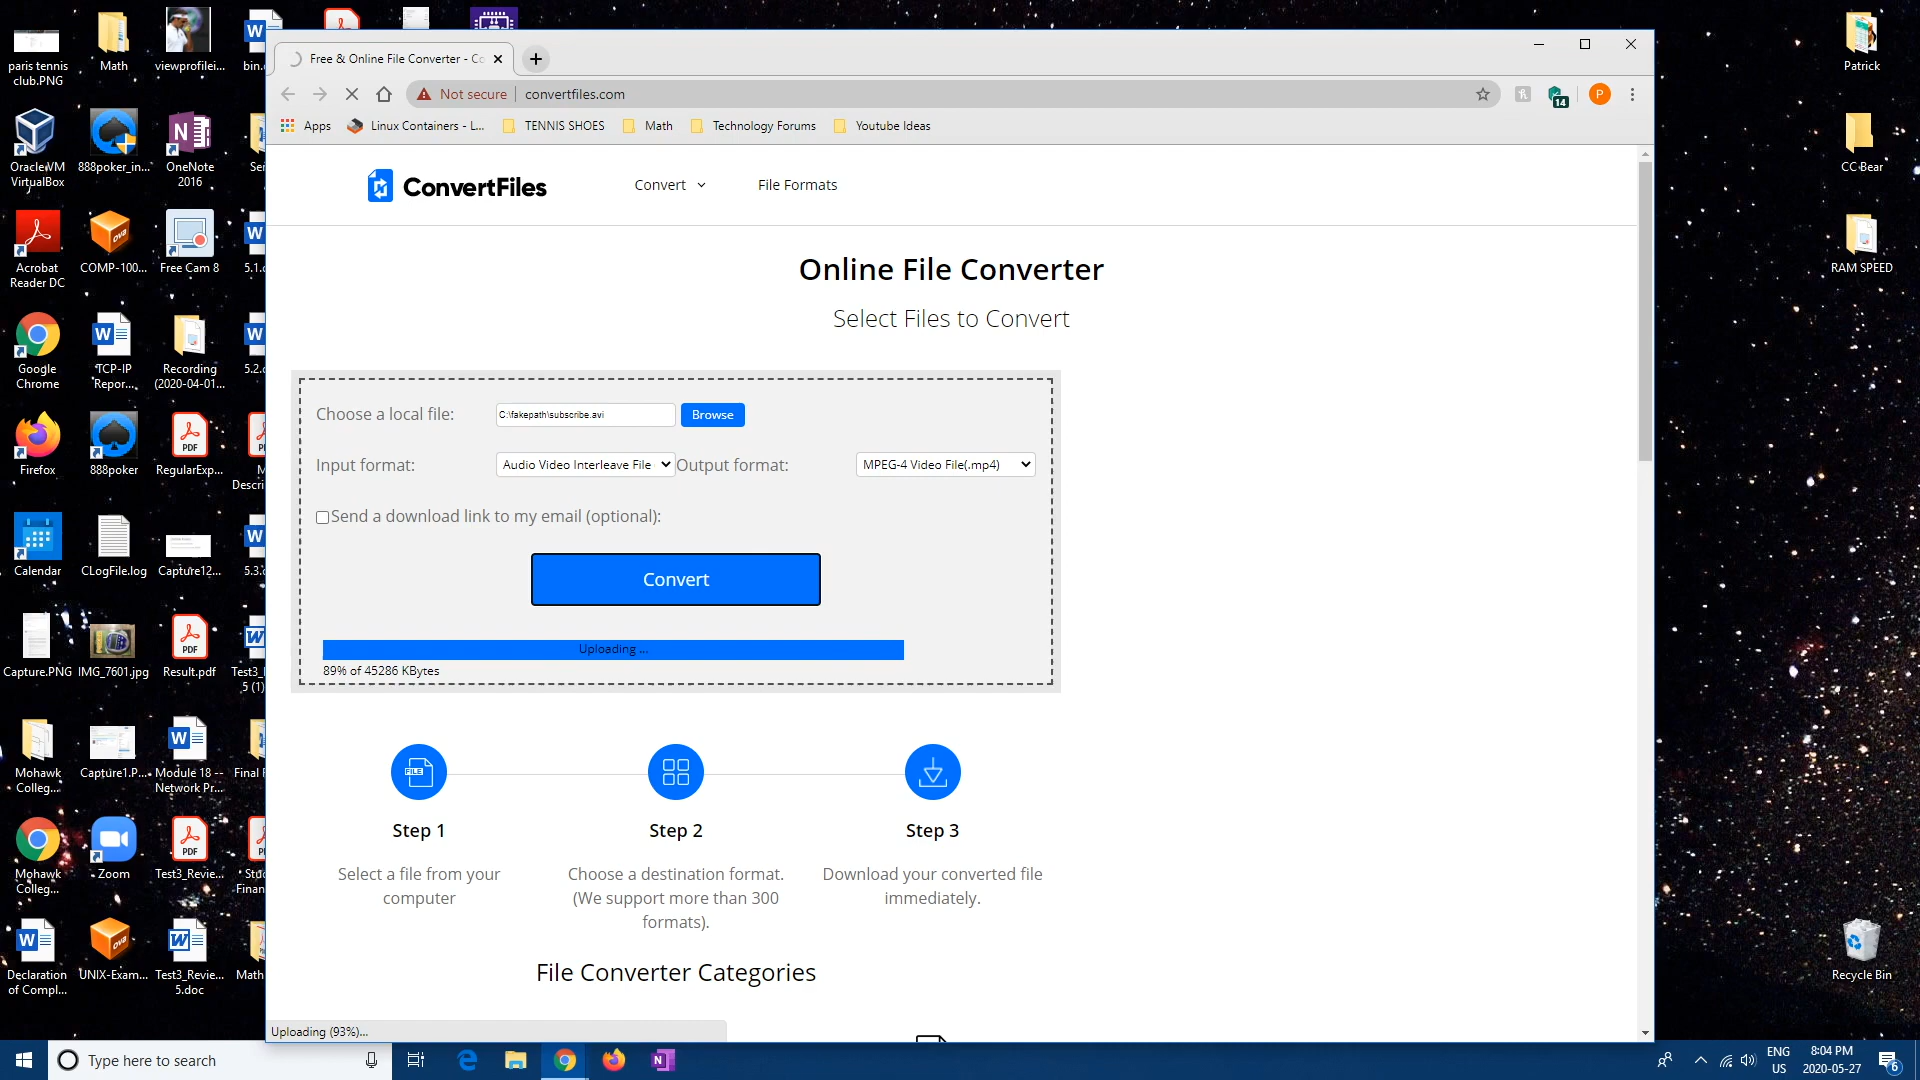 paris tennis
club.PNG
Math
viewprofilei...
Patrick
Free & Online File Converter - Co
Not secure
convertfiles.com
14
P
Apps
Linux Containers - L...
TENNIS SHOES
Math
Technology Forums
Youtube Ideas
Oracle VM
VirtualBox
888poker_in...
OneNote
2016
CC-Bear
ConvertFiles
Convert
File Formats
Acrobat
Reader DC
COMP-100...
Free Cam 8
RAM SPEED
Online File Converter
Select Files to Convert
Google
Chrome
TCP-IP
Repor...
Recording
(2020-04-01...
Choose a local file:
C:\fakepath\subscribe.avi
Browse
Input format:
Audio Video Interleave File
Output format:
MPEG-4 Video File(.mp4)
Firefox
888poker
RegularExp...
Send a download link to my email (optional):
Calendar
CLogFile.log
Capture12...
Convert
Uploading ...
89% of 45286 KBytes
Capture.PNG
IMG_7601.jpg
Result.pdf
Step 1
Step 2
Step 3
Select a file from your
computer
Choose a destination format.
(We support more than 300
formats).
Download your converted file
immediately.
Mohawk
Colleg...
Capture1.P...
Module 18 --
Network Pr...
Mohawk
Colleg...
Zoom
Test3_Revie...
File Converter Categories
Declaration
of Compl...
UNIX-Exam...
Test3_Revie...
5.doc
Math
Recycle Bin
Uploading (93%)...
Type here to search
ENG
US
8:04 PM
2020-05-27
6